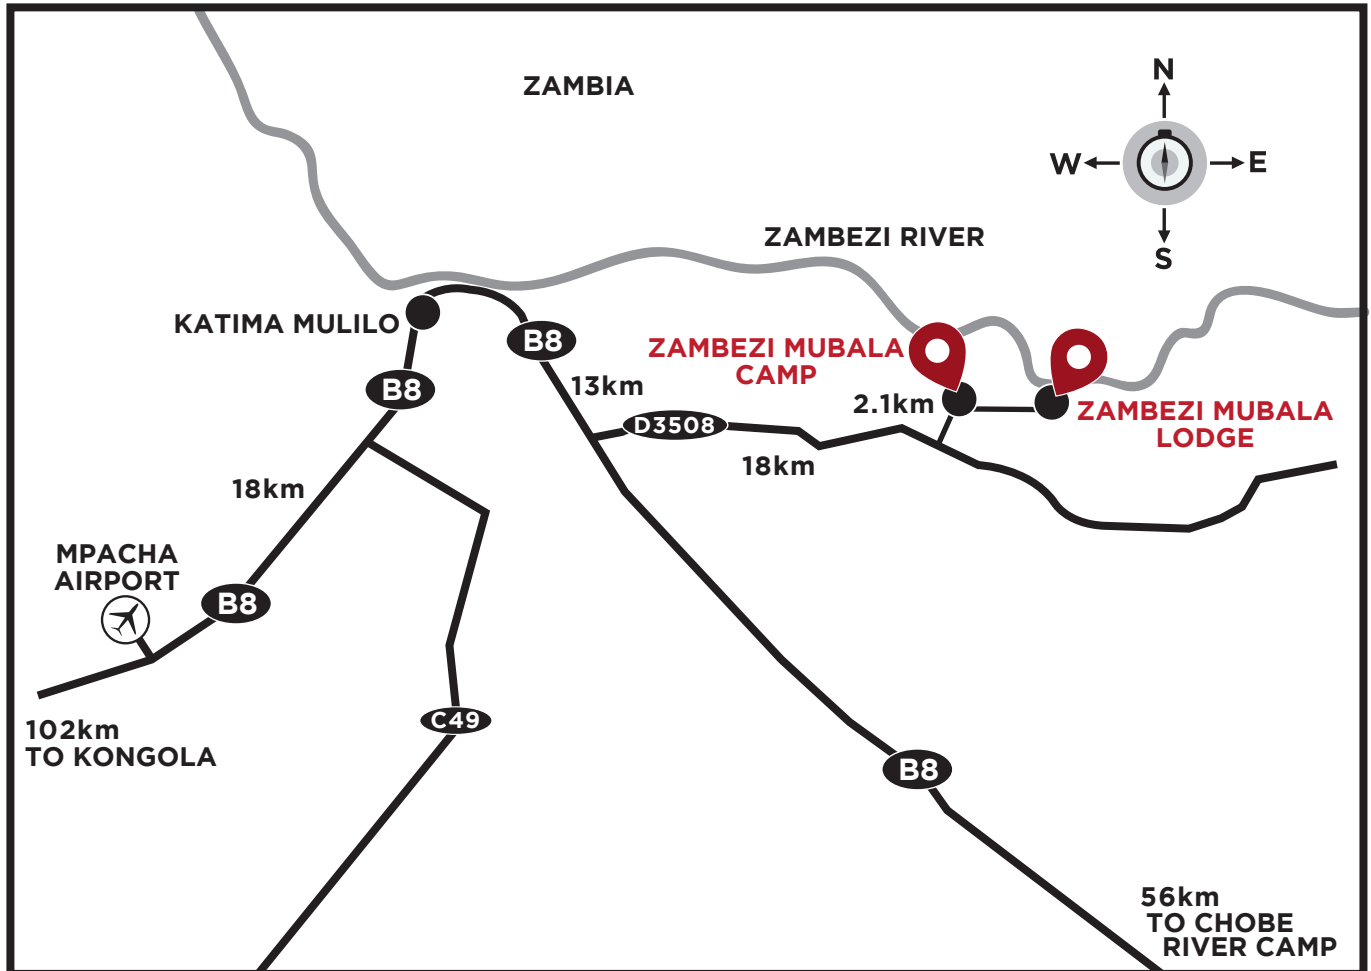 ZAMBIA
N
W
E
S
ZAMBEZI RIVER
KATIMA MULILO
B8
ZAMBEZI MUBALA
CAMP
B8
13km
2.1km
ZAMBEZI MUBALA
LODGE
D3508
18km
18km
MPACHA
AIRPORT
B8
102km
TO KONGOLA
C49
B8
56km
TO CHOBE
RIVER CAMP